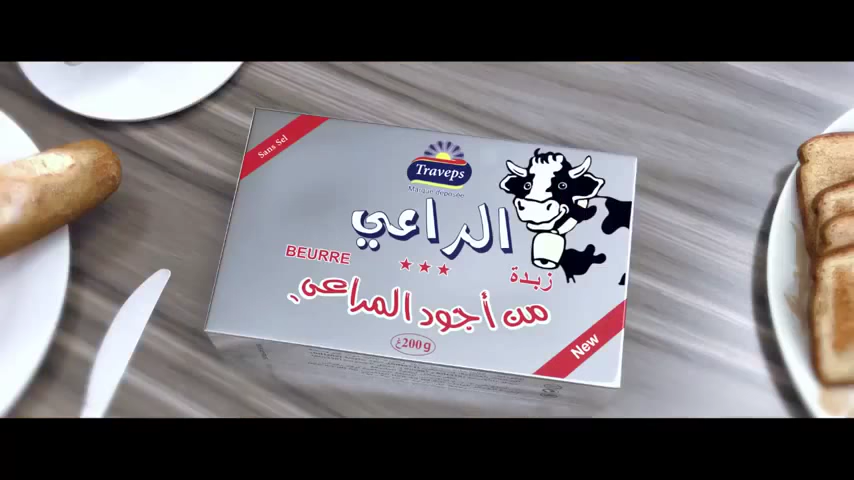 Sans Sel
Traveps
Marque déposée
الراعي
BEURRE
زبدة
من أجود المراعي
200g غ
New